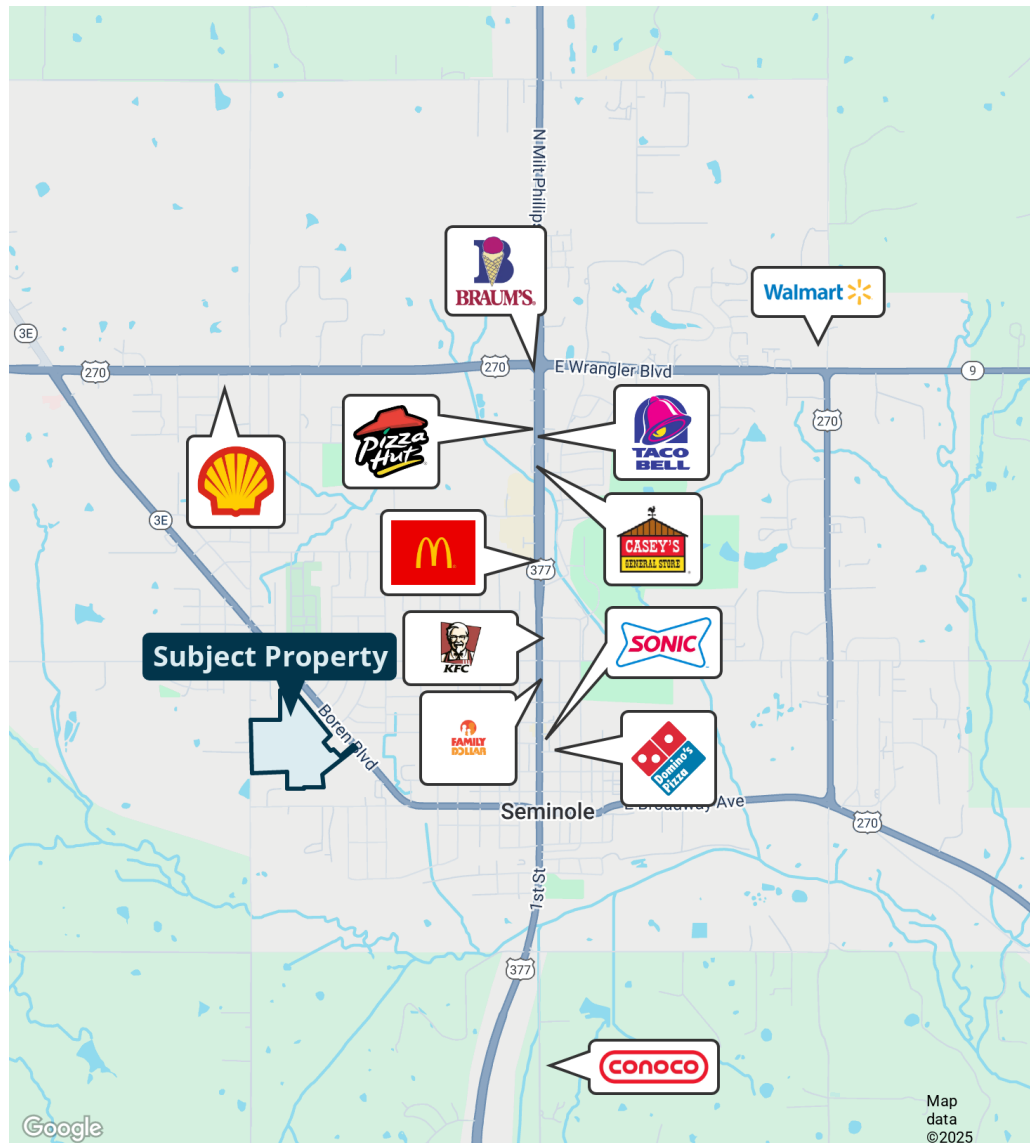 N Milt Phillips
B
BRAUM'S
Walmart
3E
270
270
E Wrangler Blvd
9
270
Pizza
Hut
TACO
BELL
3E
CASEY'S
GENERAL STORE
377
KFC
SONIC
Subject Property
Boren Blvd
FAMILY
DOLLAR
Domino's
Pizza
Seminole
E Broadway Ave
270
1st St
377
conoco
Map
data
©2025
Google